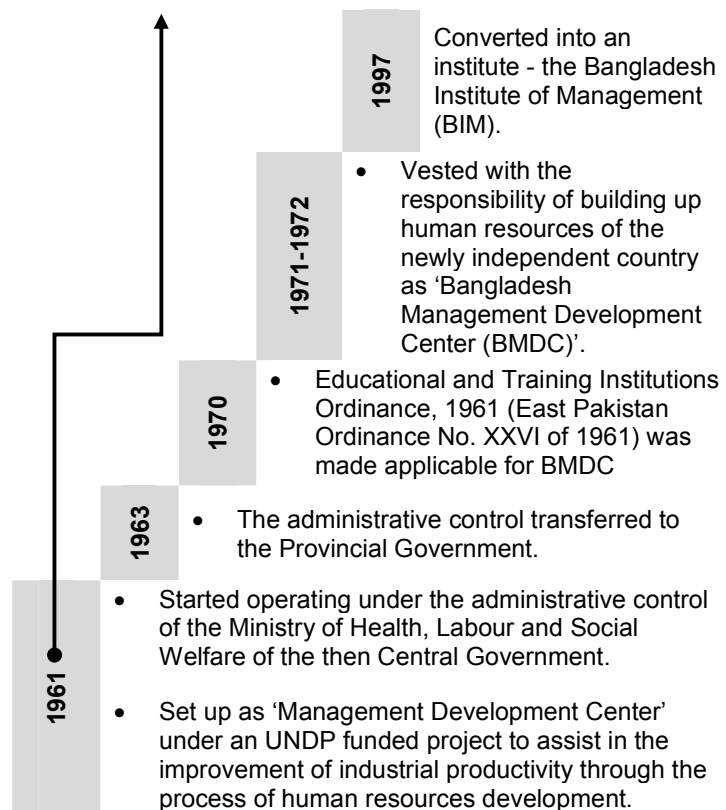 1997
Converted into an
institute - the Bangladesh
Institute of Management
(BIM).
1971-1972
• Vested with the
responsibility of building up
human resources of the
newly independent country
as ‘Bangladesh
Management Development
Center (BMDC)’.
1970
• Educational and Training Institutions
Ordinance, 1961 (East Pakistan
Ordinance No. XXVI of 1961) was
made applicable for BMDC
1963
• The administrative control transferred to
the Provincial Government.
1961
• Started operating under the administrative control
of the Ministry of Health, Labour and Social
Welfare of the then Central Government.
• Set up as ‘Management Development Center’
under an UNDP funded project to assist in the
improvement of industrial productivity through the
process of human resources development.